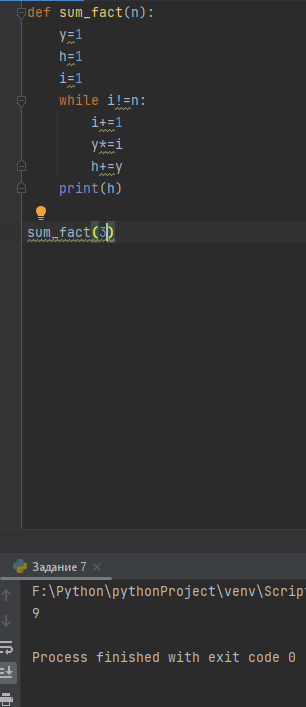 def sum_fact(n):
    y=1
    h=1
    i=1
    while i!=n:
        i+=1
        y*=i
        h+=y
    print(h)
sum_fact(3)
Задание 7
F:\Python\pythonProject\venv\Script
9
Process finished with exit code 0